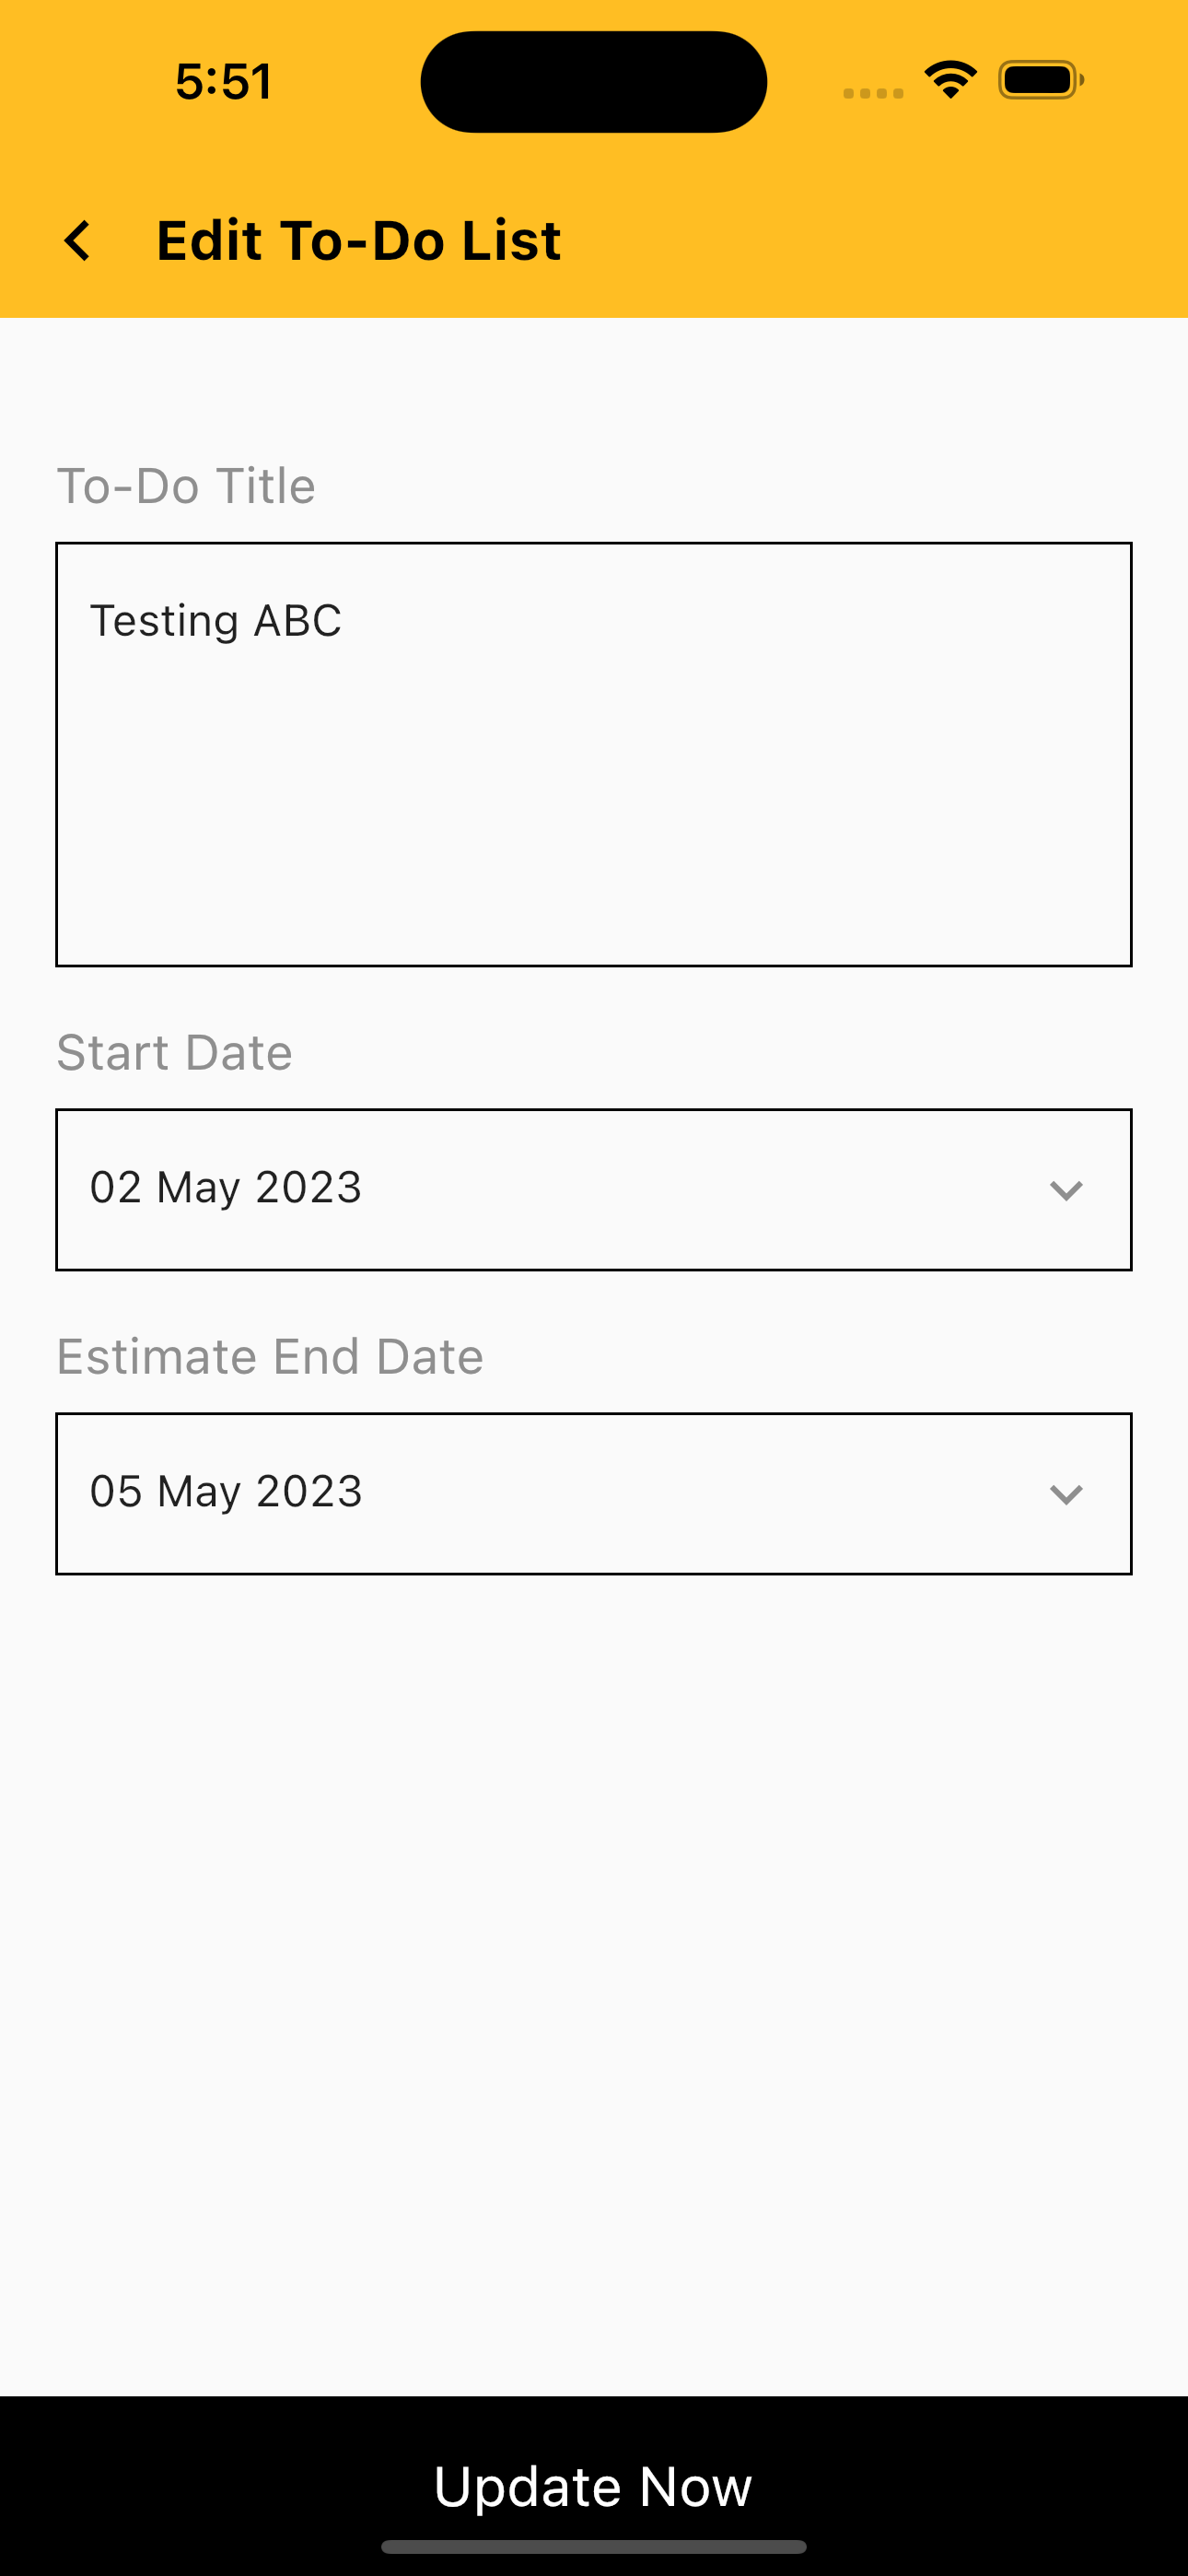 5:51
Edit To-Do List
To-Do Title
Testing ABC
Start Date
02 May 2023
Estimate End Date
05 May 2023
Update Now